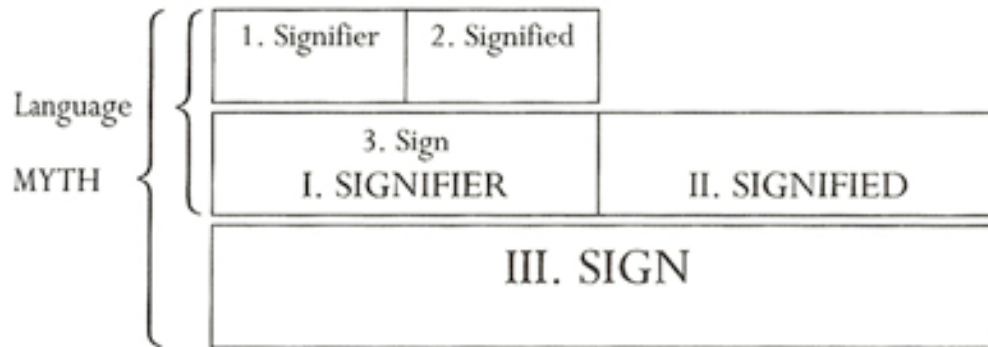 1. Signifier 2. Signified
Language
3. Sign
MYTH I. SIGNIFIER II. SIGNIFIED
III. SIGN